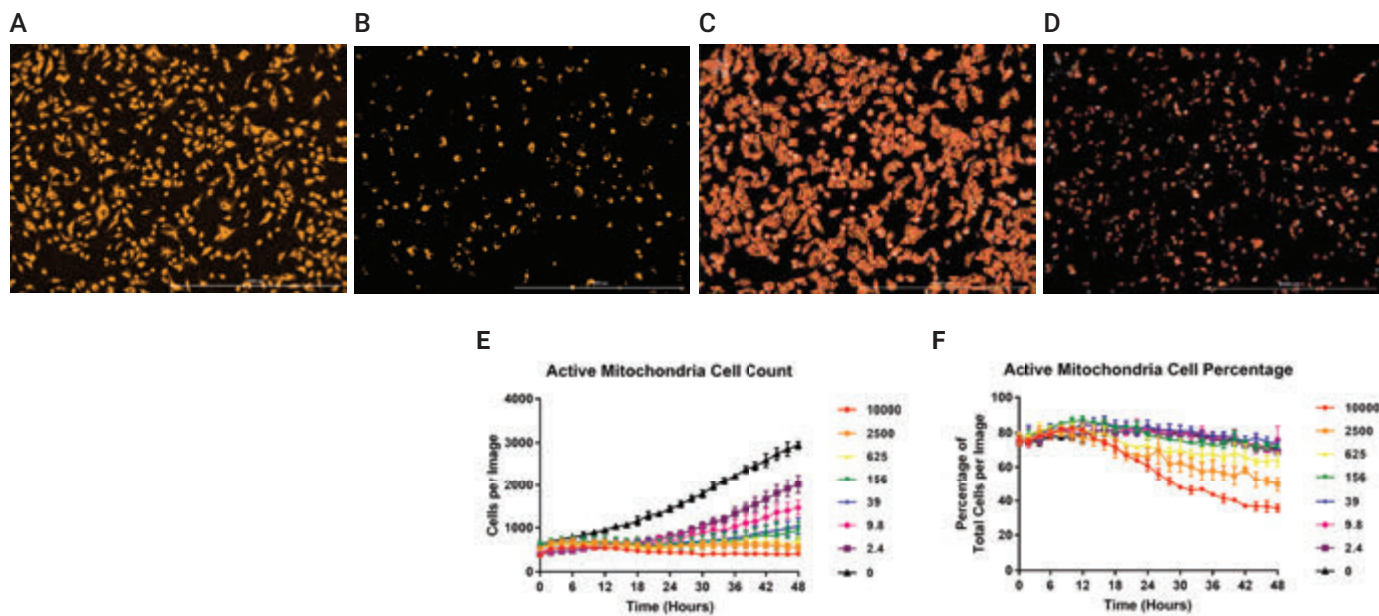 A
B
C
D
E
Active Mitochondria Cell Count
Cells per Image
4000
3000
2000
1000
0
0 6 12 18 24 30 36 42 48
Time (Hours)
10000
2500
625
156
39
9.8
2.4
0
F
Active Mitochondria Cell Percentage
Percentage of
Total Cells per Image
100
80
60
40
20
0
0 6 12 18 24 30 36 42 48
Time (Hours)
10000
2500
625
156
39
9.8
2.4
0